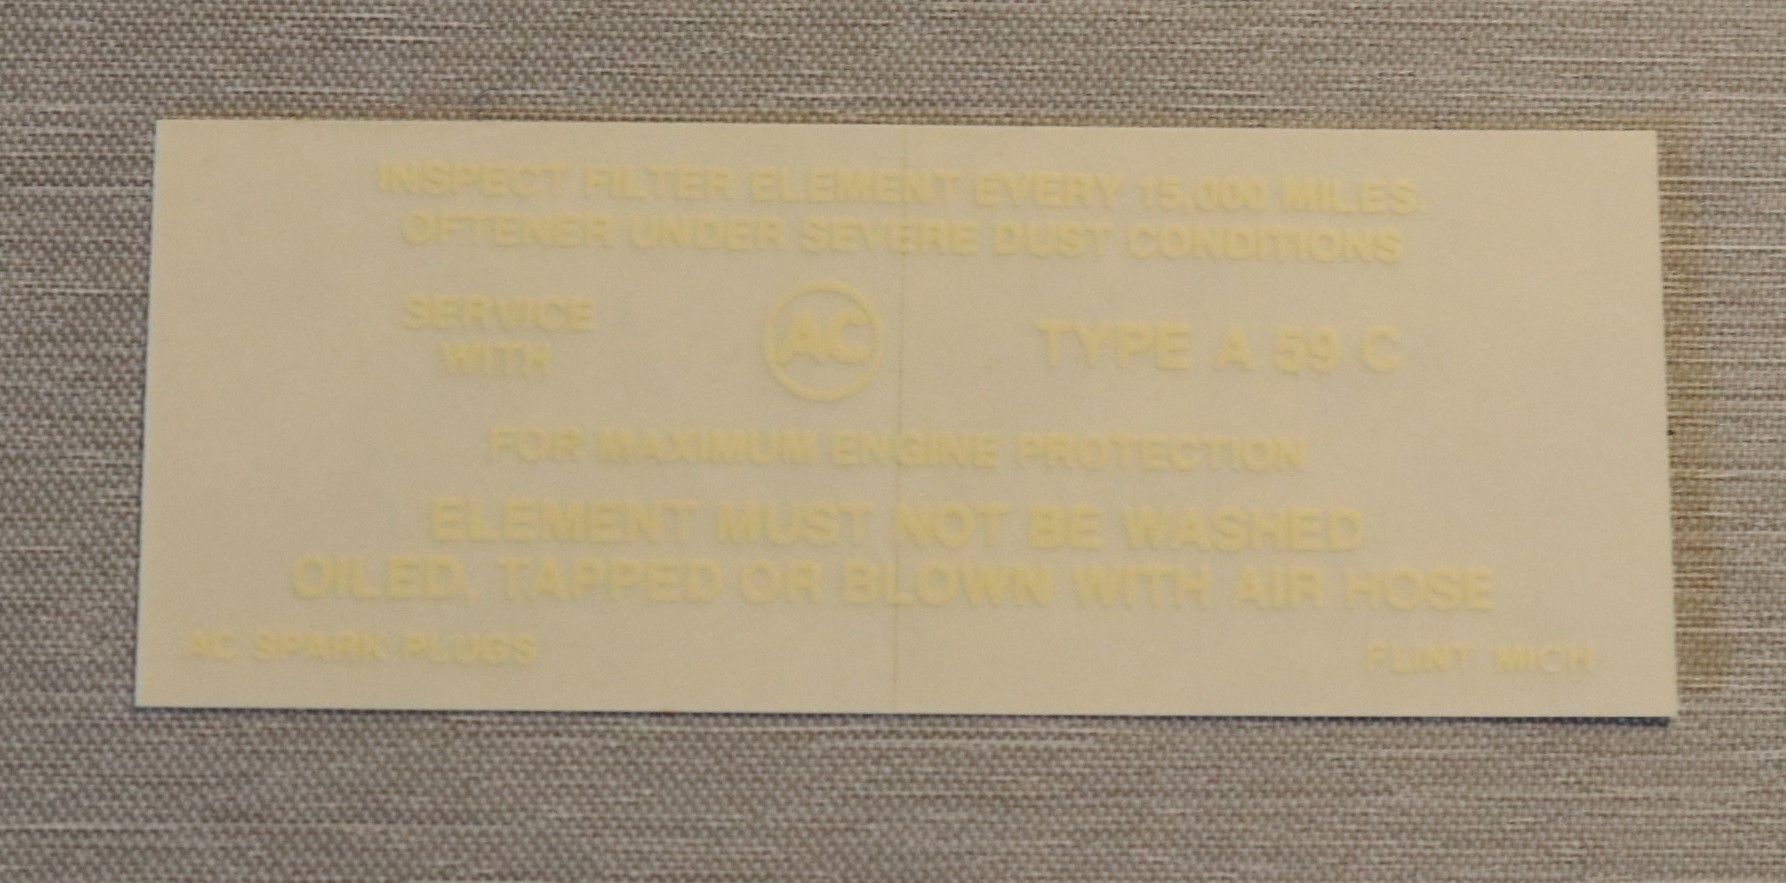 INSPECT FILTER ELEMENT EVERY 15,000 MILES
OFTENER UNDER SEVERE DUST CONDITIONS
SERVICE
WITH
AC
TYPE A 59 C
FOR MAXIMUM ENGINE PROTECTION
ELEMENT MUST NOT BE WASHED
OILED, TAPPED OR BLOWN WITH AIR HOSE
AC SPARK PLUGS
FLINT MICH